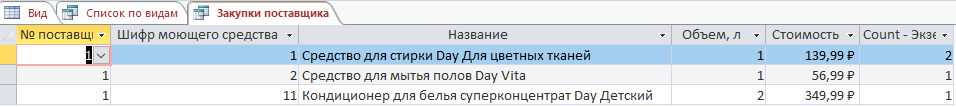 Вид Список по видам Закупки поставщика
№ поставщи Шифр моющего средства Название Объем, л Стоимость Count - Экзе
1 1 Средство для стирки Day Для цветных тканей 1 139,99 ₽ 2
1 2 Средство для мытья полов Day Vita 1 56,99 ₽ 1
1 11 Кондиционер для белья суперконцентрат Day Детский 2 349,99 ₽ 1